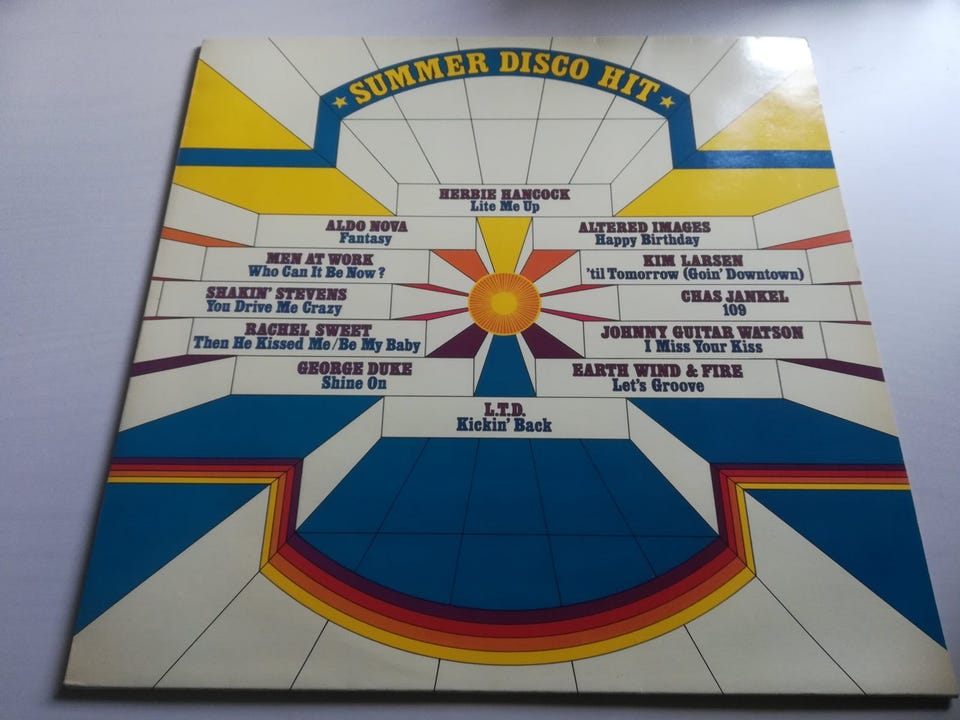 ★ SUMMER DISCO HIT ★
HERBIE HANCOCK
Lite Me Up
ALDO NOVA
Fantasy
ALTERED IMAGES
Happy Birthday
MEN AT WORK
Who Can It Be Now?
KIM LARSEN
'til Tomorrow (Goin' Downtown)
SHAKIN' STEVENS
You Drive Me Crazy
CHAS JANKEL
109
RACHEL SWEET
Then He Kissed Me/Be My Baby
JOHNNY GUITAR WATSON
I Miss Your Kiss
GEORGE DUKE
Shine On
EARTH WIND & FIRE
Let's Groove
L.T.D.
Kickin' Back